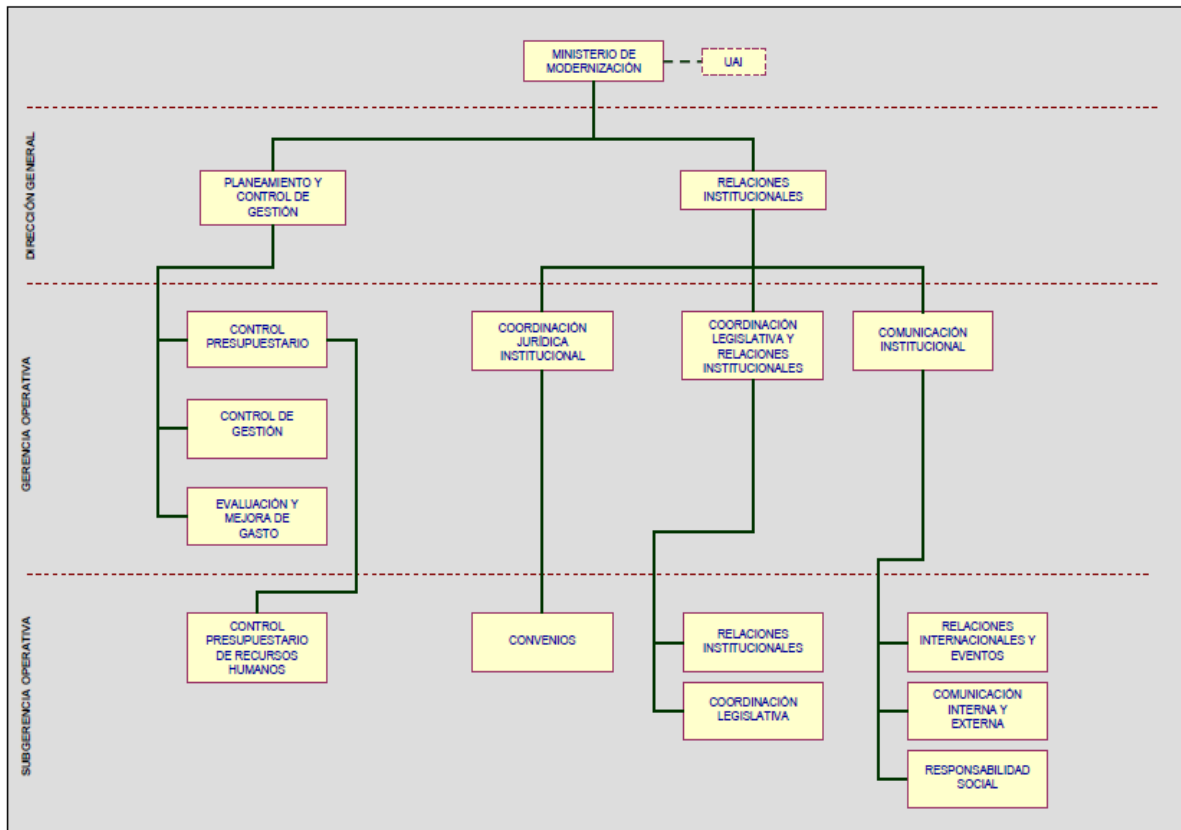 MINISTERIO DE
MODERNIZACIÓN
UAI
DIRECCIÓN GENERAL
PLANEAMIENTO Y
CONTROL DE
GESTIÓN
RELACIONES
INSTITUCIONALES
GERENCIA OPERATIVA
CONTROL
PRESUPUESTARIO
COORDINACIÓN
JURÍDICA
INSTITUCIONAL
COORDINACIÓN
LEGISLATIVA Y
RELACIONES
INSTITUCIONALES
COMUNICACIÓN
INSTITUCIONAL
CONTROL DE
GESTIÓN
EVALUACIÓN Y
MEJORA DE
GASTO
SUBGERENCIA OPERATIVA
CONTROL
PRESUPUESTARIO
DE RECURSOS
HUMANOS
CONVENIOS
RELACIONES
INSTITUCIONALES
RELACIONES
INTERNACIONALES Y
EVENTOS
COORDINACIÓN
LEGISLATIVA
COMUNICACIÓN
INTERNA Y
EXTERNA
RESPONSABILIDAD
SOCIAL